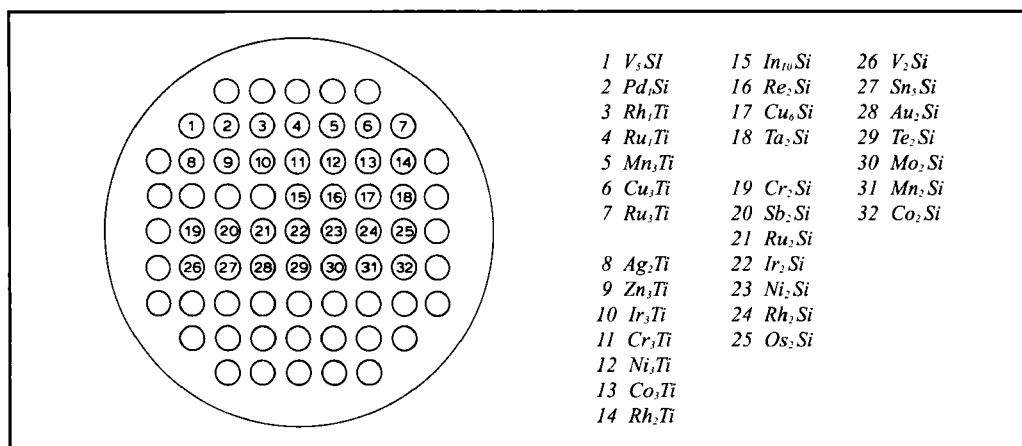 1 2 3 4 5 6 7
8 9 10 11 12 13 14
15 16 17 18
19 20 21 22 23 24 25
26 27 28 29 30 31 32
1 V₅SI
2 Pd₁Si
3 Rh₁Ti
4 Ru₁Ti
5 Mn₃Ti
6 Cu₃Ti
7 Ru₃Ti
8 Ag₂Ti
9 Zn₃Ti
10 Ir₃Ti
11 Cr₃Ti
12 Ni₃Ti
13 Co₃Ti
14 Rh₂Ti
15 In₁₀Si
16 Re₂Si
17 Cu₆Si
18 Ta₂Si
19 Cr₂Si
20 Sb₂Si
21 Ru₂Si
22 Ir₂Si
23 Ni₂Si
24 Rh₂Si
25 Os₂Si
26 V₂Si
27 Sn₅Si
28 Au₂Si
29 Te₂Si
30 Mo₂Si
31 Mn₂Si
32 Co₂Si